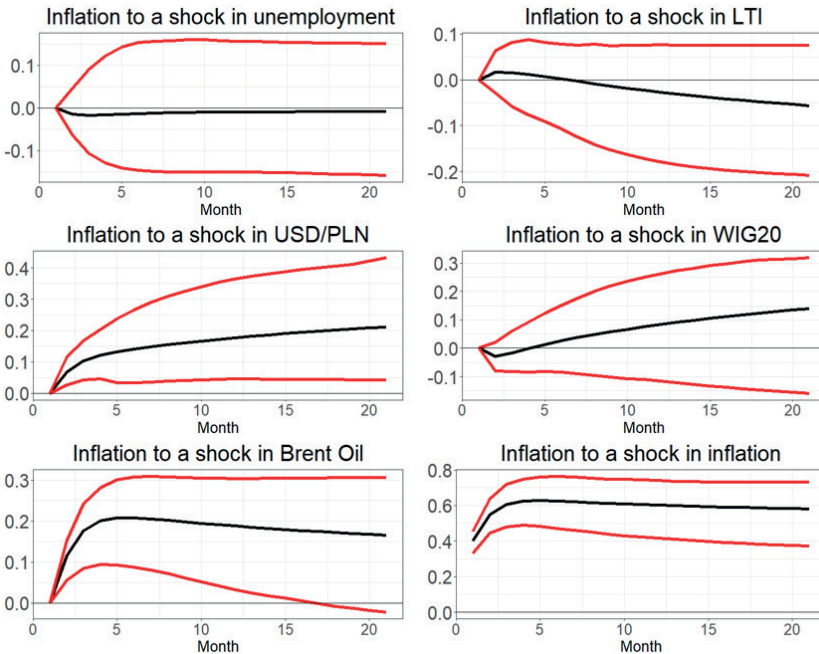 Inflation to a shock in unemployment
0.1
0.0
-0.1
0 5 10 15 20
Month
Inflation to a shock in LTI
0.1
0.0
-0.1
-0.2
0 5 10 15 20
Month
Inflation to a shock in USD/PLN
0.4
0.3
0.2
0.1
0.0
0 5 10 15 20
Month
Inflation to a shock in WIG20
0.3
0.2
0.1
0.0
-0.1
0 5 10 15 20
Month
Inflation to a shock in Brent Oil
0.3
0.2
0.1
0.0
0 5 10 15 20
Month
Inflation to a shock in inflation
0.8
0.6
0.4
0.2
0.0
0 5 10 15 20
Month